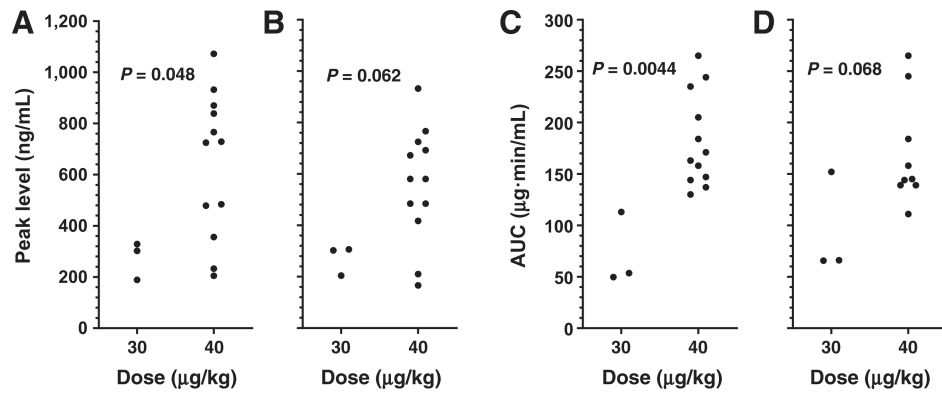 A
B
C
D
Peak level (ng/mL)
1,200
1,000
800
600
400
200
0
P = 0.048
30
40
Dose (μg/kg)
P = 0.062
30
40
Dose (μg/kg)
AUC (μg·min/mL)
300
250
200
150
100
50
0
P = 0.0044
30
40
Dose (μg/kg)
P = 0.068
30
40
Dose (μg/kg)